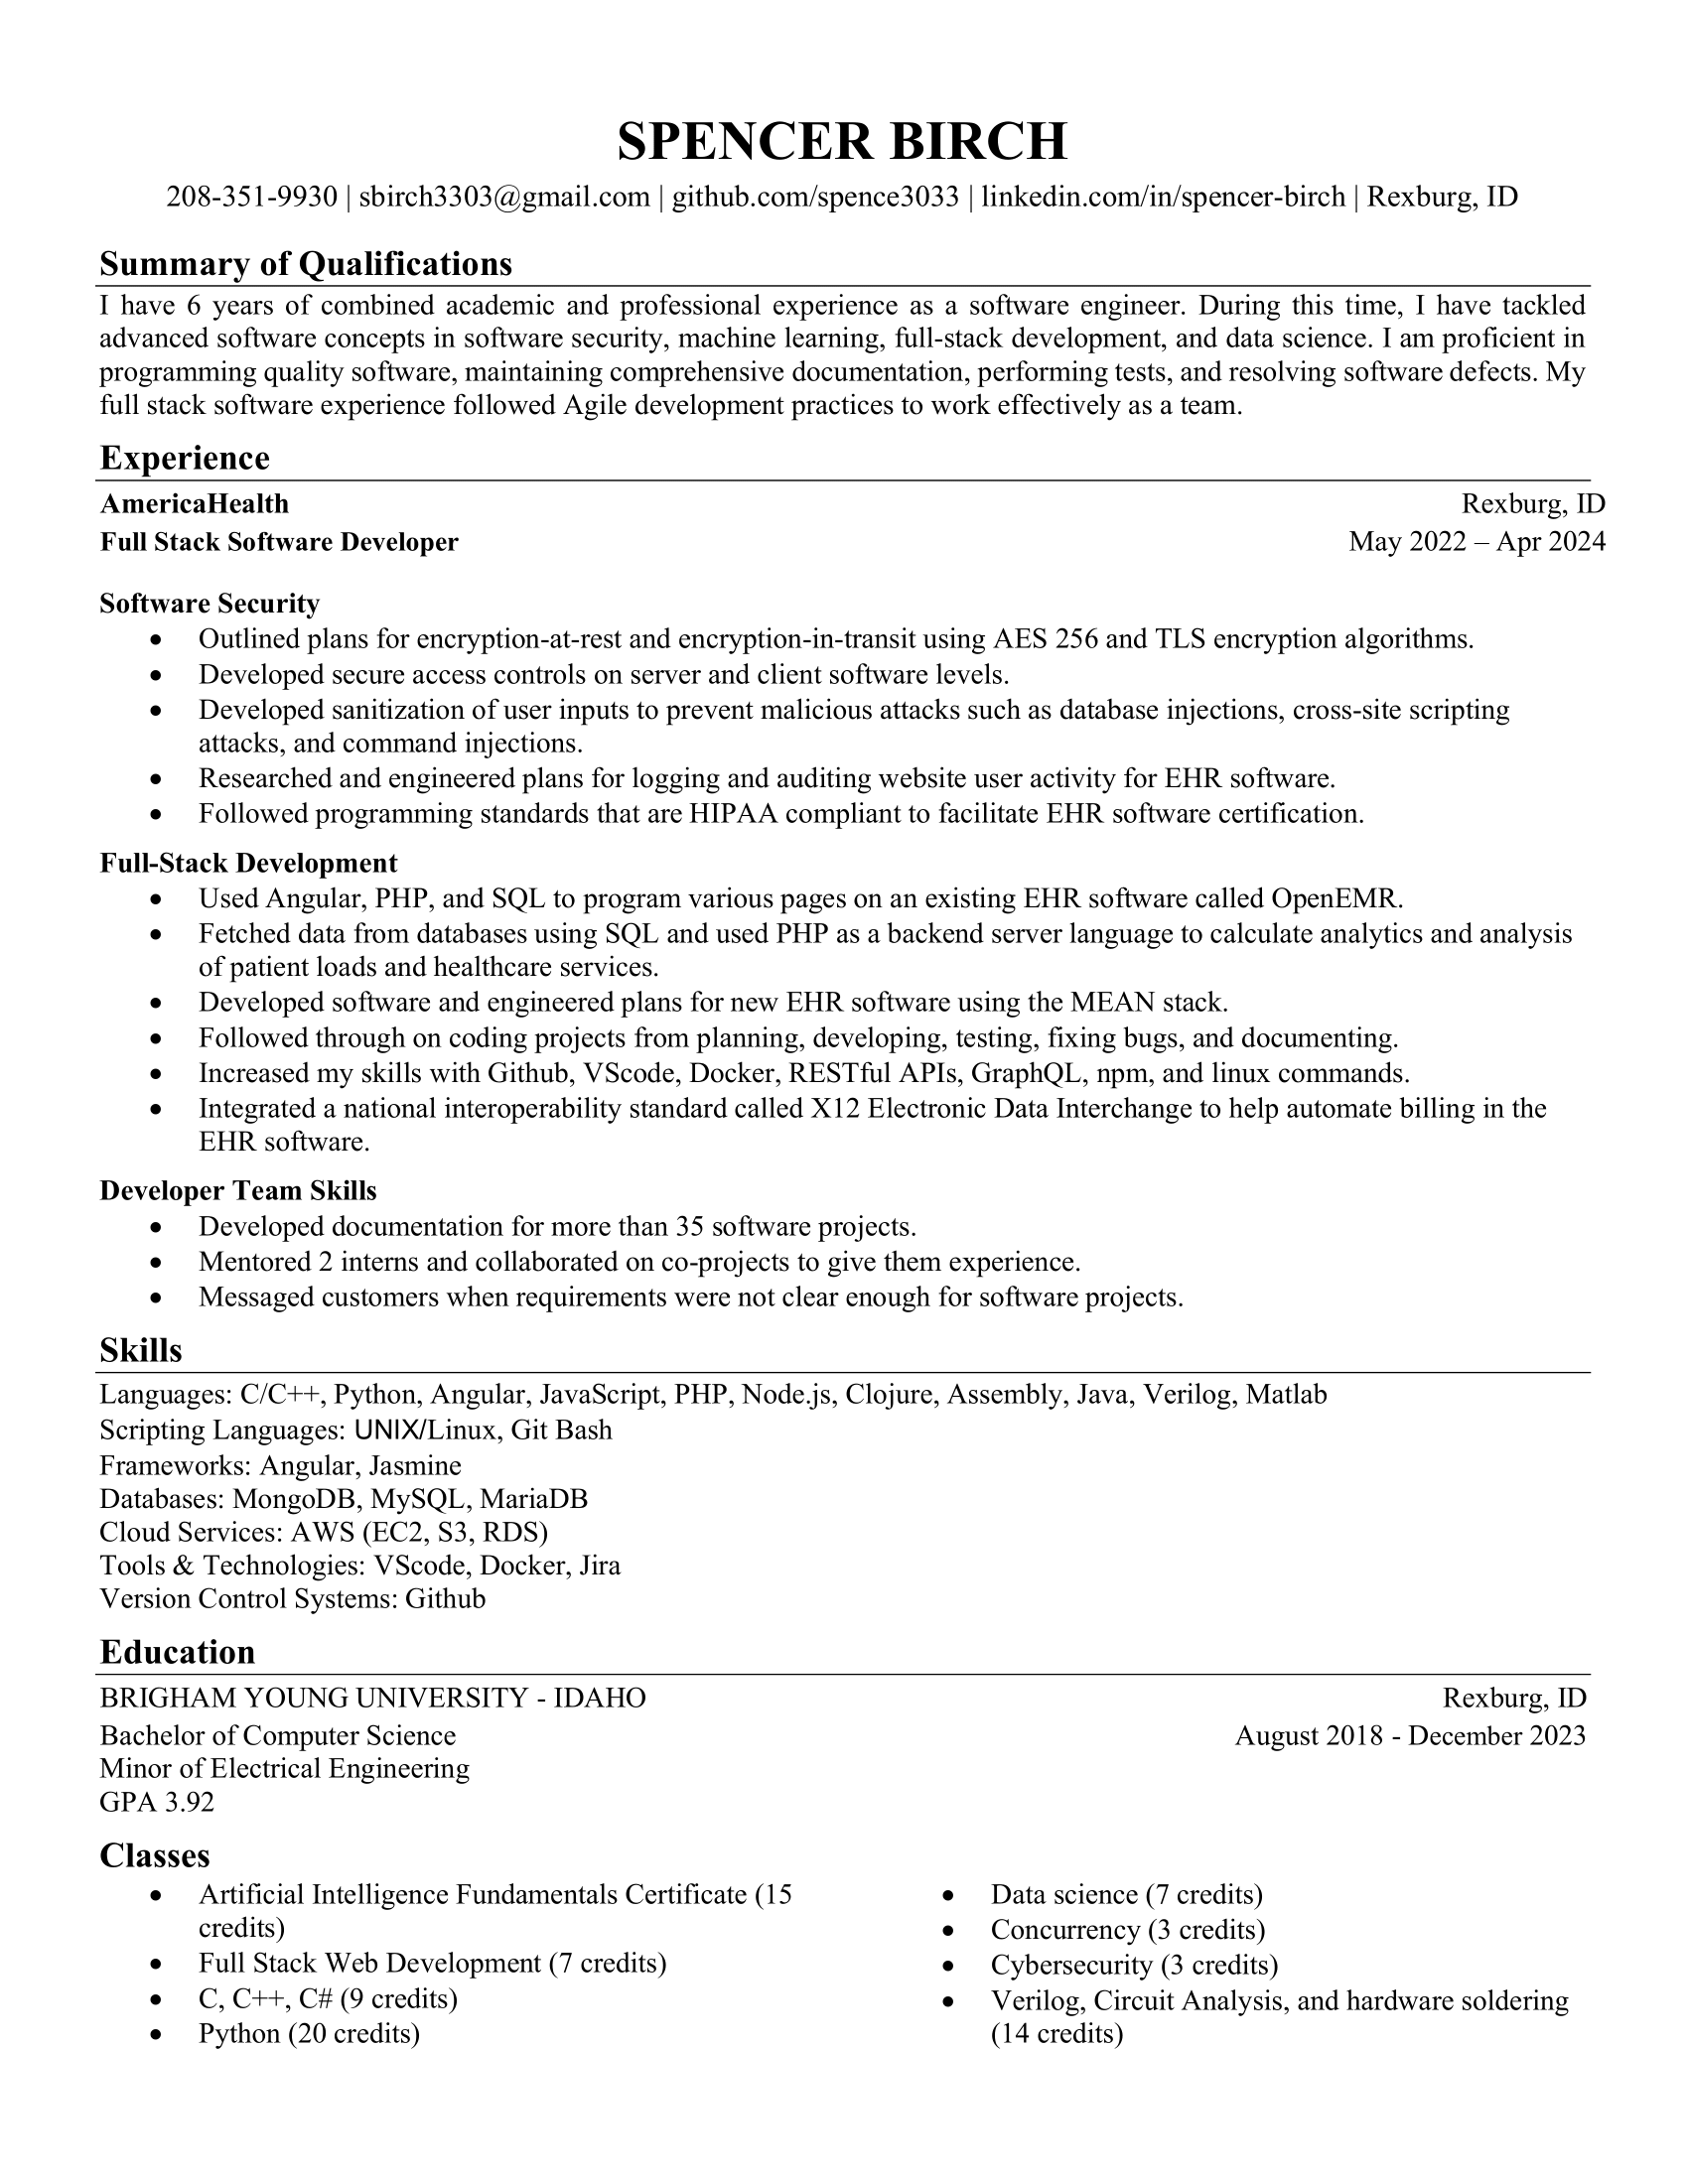 SPENCER BIRCH
208-351-9930 | sbirch3303@gmail.com | github.com/spence3033 | linkedin.com/in/spencer-birch | Rexburg, ID
Summary of Qualifications
I have 6 years of combined academic and professional experience as a software engineer. During this time, I have tackled
advanced software concepts in software security, machine learning, full-stack development, and data science. I am proficient in
programming quality software, maintaining comprehensive documentation, performing tests, and resolving software defects. My
full stack software experience followed Agile development practices to work effectively as a team.
Experience
AmericaHealth Rexburg, ID
Full Stack Software Developer May 2022 – Apr 2024
Software Security
• Outlined plans for encryption-at-rest and encryption-in-transit using AES 256 and TLS encryption algorithms.
• Developed secure access controls on server and client software levels.
• Developed sanitization of user inputs to prevent malicious attacks such as database injections, cross-site scripting
attacks, and command injections.
• Researched and engineered plans for logging and auditing website user activity for EHR software.
• Followed programming standards that are HIPAA compliant to facilitate EHR software certification.
Full-Stack Development
• Used Angular, PHP, and SQL to program various pages on an existing EHR software called OpenEMR.
• Fetched data from databases using SQL and used PHP as a backend server language to calculate analytics and analysis
of patient loads and healthcare services.
• Developed software and engineered plans for new EHR software using the MEAN stack.
• Followed through on coding projects from planning, developing, testing, fixing bugs, and documenting.
• Increased my skills with Github, VScode, Docker, RESTful APIs, GraphQL, npm, and linux commands.
• Integrated a national interoperability standard called X12 Electronic Data Interchange to help automate billing in the
EHR software.
Developer Team Skills
• Developed documentation for more than 35 software projects.
• Mentored 2 interns and collaborated on co-projects to give them experience.
• Messaged customers when requirements were not clear enough for software projects.
Skills
Languages: C/C++, Python, Angular, JavaScript, PHP, Node.js, Clojure, Assembly, Java, Verilog, Matlab
Scripting Languages: UNIX/Linux, Git Bash
Frameworks: Angular, Jasmine
Databases: MongoDB, MySQL, MariaDB
Cloud Services: AWS (EC2, S3, RDS)
Tools & Technologies: VScode, Docker, Jira
Version Control Systems: Github
Education
BRIGHAM YOUNG UNIVERSITY - IDAHO Rexburg, ID
Bachelor of Computer Science August 2018 - December 2023
Minor of Electrical Engineering
GPA 3.92
Classes
• Artificial Intelligence Fundamentals Certificate (15
credits)
• Full Stack Web Development (7 credits)
• C, C++, C# (9 credits)
• Python (20 credits)
• Data science (7 credits)
• Concurrency (3 credits)
• Cybersecurity (3 credits)
• Verilog, Circuit Analysis, and hardware soldering
(14 credits)